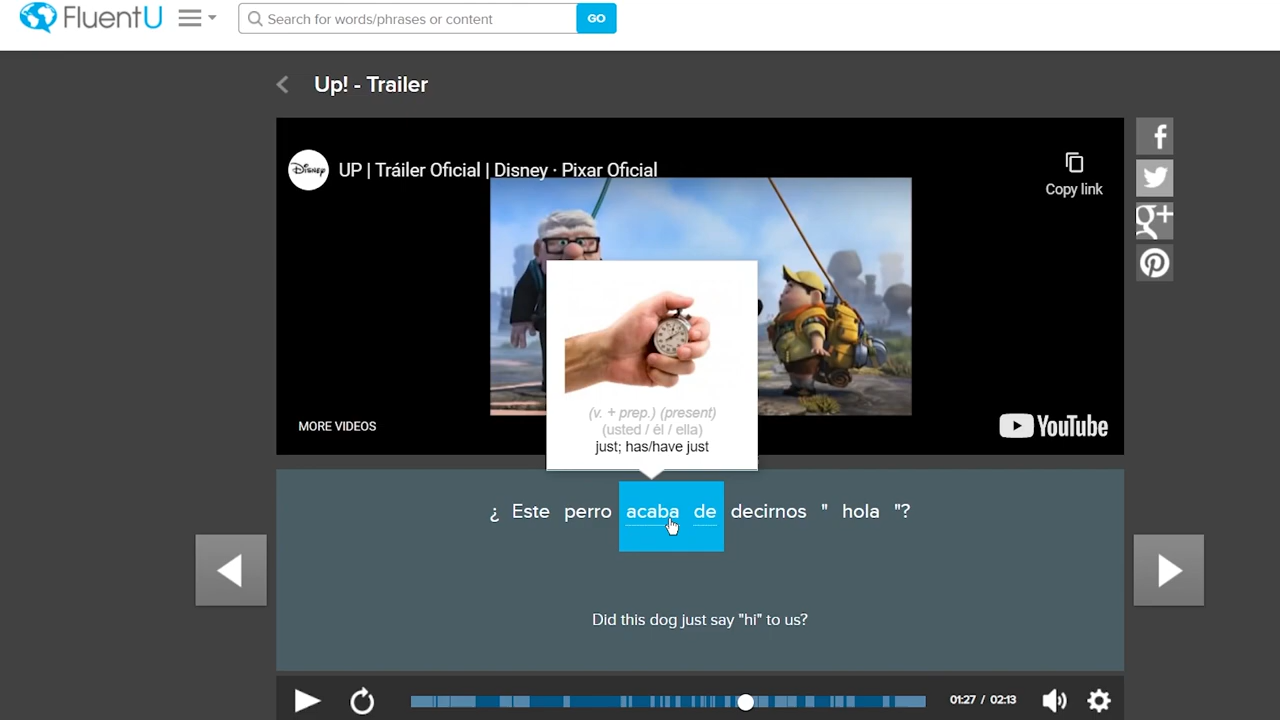 FluentU
Search for words/phrases or content
GO
Up! - Trailer
Disney
UP | Tráiler Oficial | Disney · Pixar Oficial
Copy link
g+
(v. + prep.) (present)
(usted / él / ella)
just; has/have just
MORE VIDEOS
YouTube
¿ Este perro acaba de decirnos " hola "?
Did this dog just say "hi" to us?
01:27 / 02:13